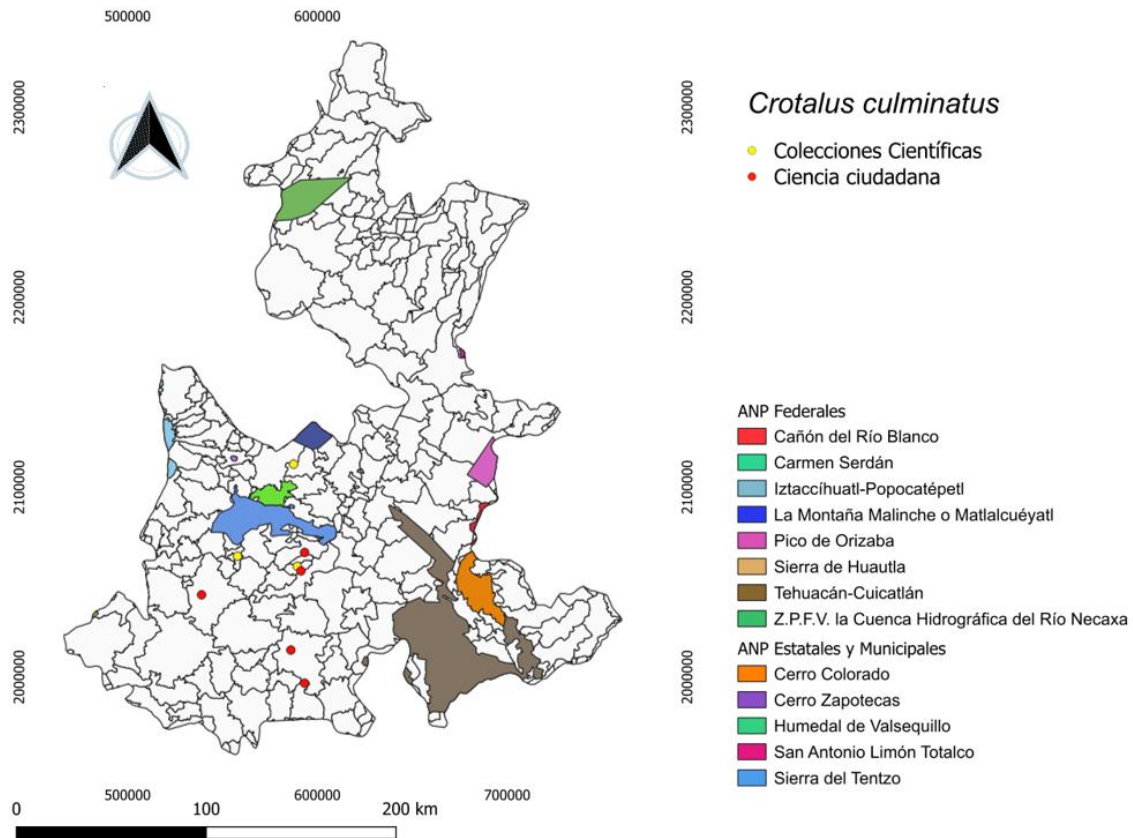 500000 600000
2300000 2300000
Crotalus culminatus
Colecciones Científicas
Ciencia ciudadana
2200000 2200000
ANP Federales
Cañón del Río Blanco
Carmen Serdán
Iztaccíhuatl-Popocatépetl
2100000 2100000
La Montaña Malinche o Matlalcuéyatl
Pico de Orizaba
Sierra de Huautla
Tehuacán-Cuicatlán
Z.P.F.V. la Cuenca Hidrográfica del Río Necaxa
ANP Estatales y Municipales
2000000 2000000
Cerro Colorado
Cerro Zapotecas
Humedal de Valsequillo
San Antonio Limón Totalco
Sierra del Tentzo
500000 600000 700000
0 100 200 km